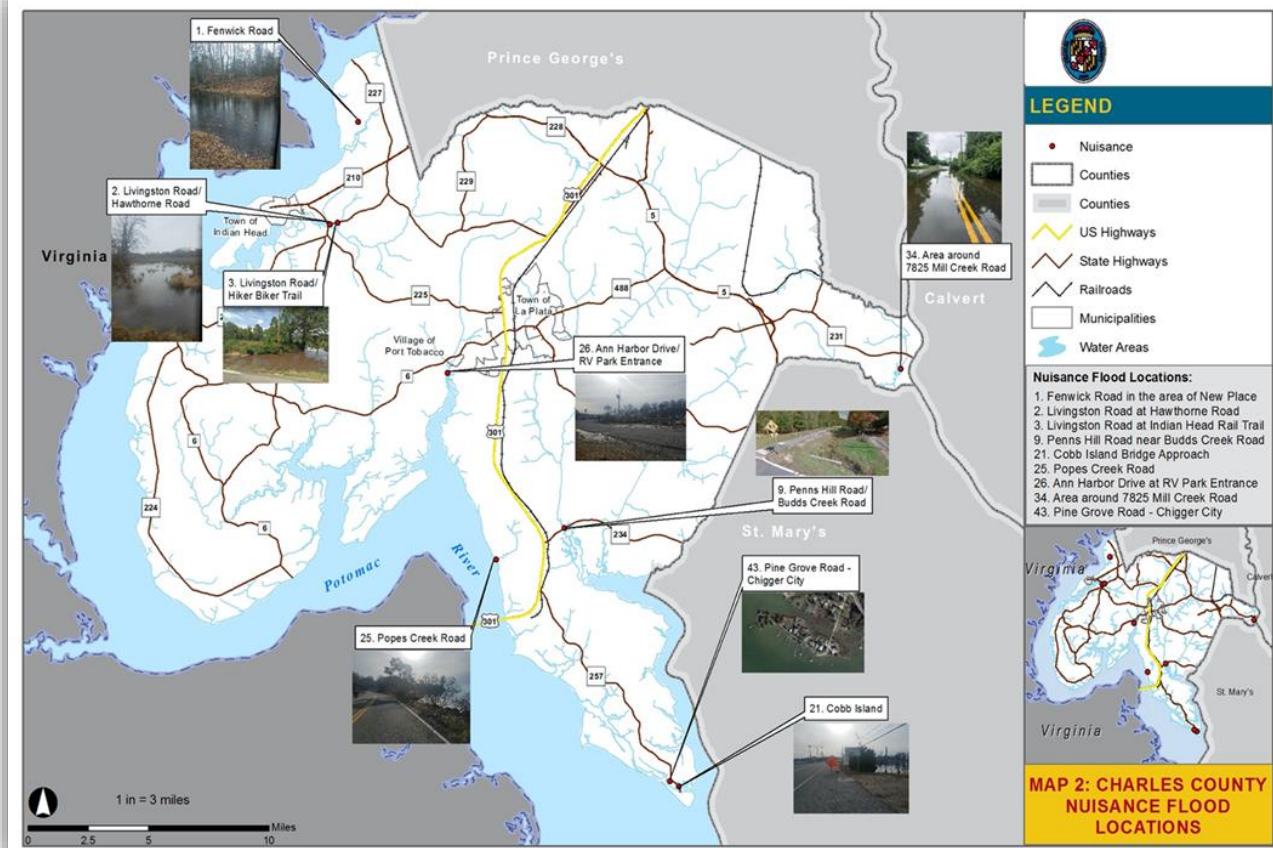 1. Fenwick Road
Prince George's
227
228
210
229
301
2. Livingston Road/
Hawthorne Road
Town of
Indian Head
5
Virginia
34. Area around
7825 Mill Creek Road
3. Livingston Road/
Hiker Biker Trail
225
488
5
Calvert
Town of
La Plata
231
Village of
Port Tobacco
26. Ann Harbor Drive/
RV Park Entrance
6
301
6
9. Penns Hill Road/
Budds Creek Road
224
6
234
St. Mary's
Potomac
River
43. Pine Grove Road -
Chigger City
301
25. Popes Creek Road
257
21. Cobb Island
1 in = 3 miles
Miles
0 2.5 5 10
LEGEND
Nuisance
Counties
Counties
US Highways
State Highways
Railroads
Municipalities
Water Areas
Nuisance Flood Locations:
1. Fenwick Road in the area of New Place
2. Livingston Road at Hawthorne Road
3. Livingston Road at Indian Head Rail Trail
9. Penns Hill Road near Budds Creek Road
21. Cobb Island Bridge Approach
25. Popes Creek Road
26. Ann Harbor Drive at RV Park Entrance
34. Area around 7825 Mill Creek Road
43. Pine Grove Road - Chigger City
Prince George's
Virginia
Calvert
St. Mary's
Virginia
MAP 2: CHARLES COUNTY
NUISANCE FLOOD
LOCATIONS